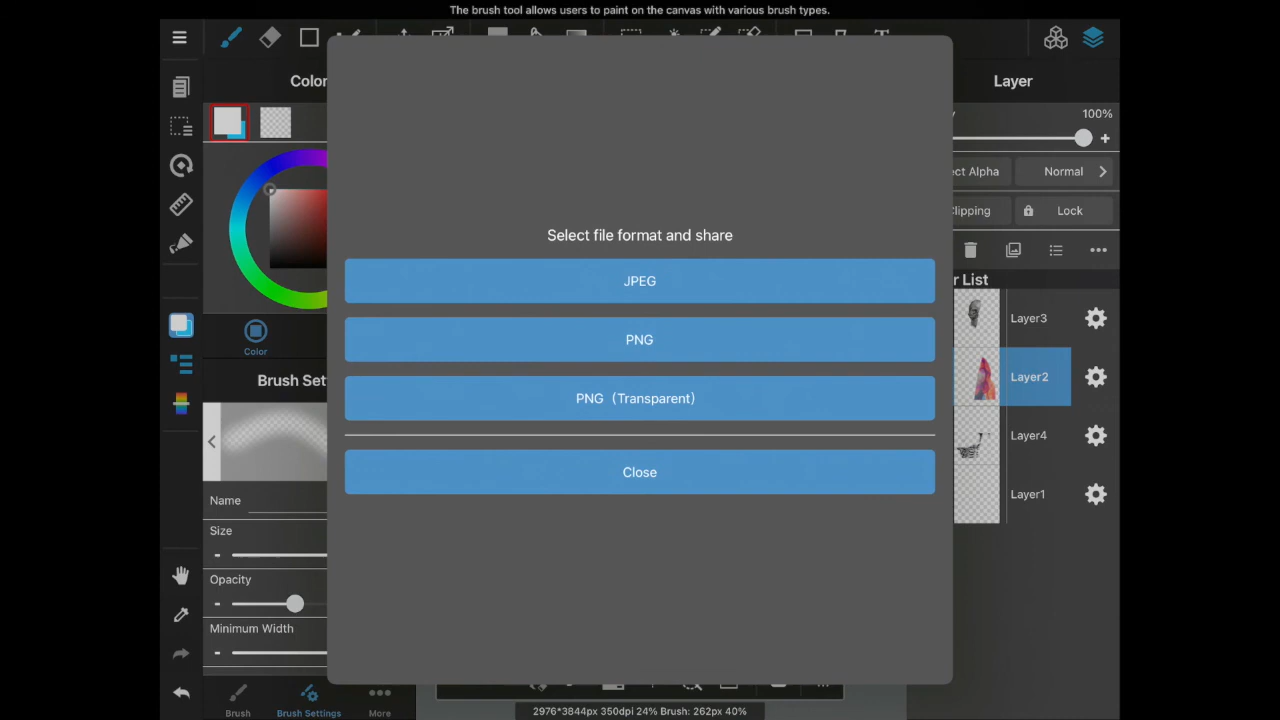 The brush tool allows users to paint on the canvas with various brush types.
Color
Layer
100%
ect Alpha
Normal
Clipping
Lock
Select file format and share
JPEG
PNG
PNG（Transparent）
Close
r List
Layer3
Layer2
Layer4
Layer1
Color
Brush Set
Name
Size
Opacity
Minimum Width
Brush
Brush Settings
More
2976*3844px 350dpi 24% Brush: 262px 40%